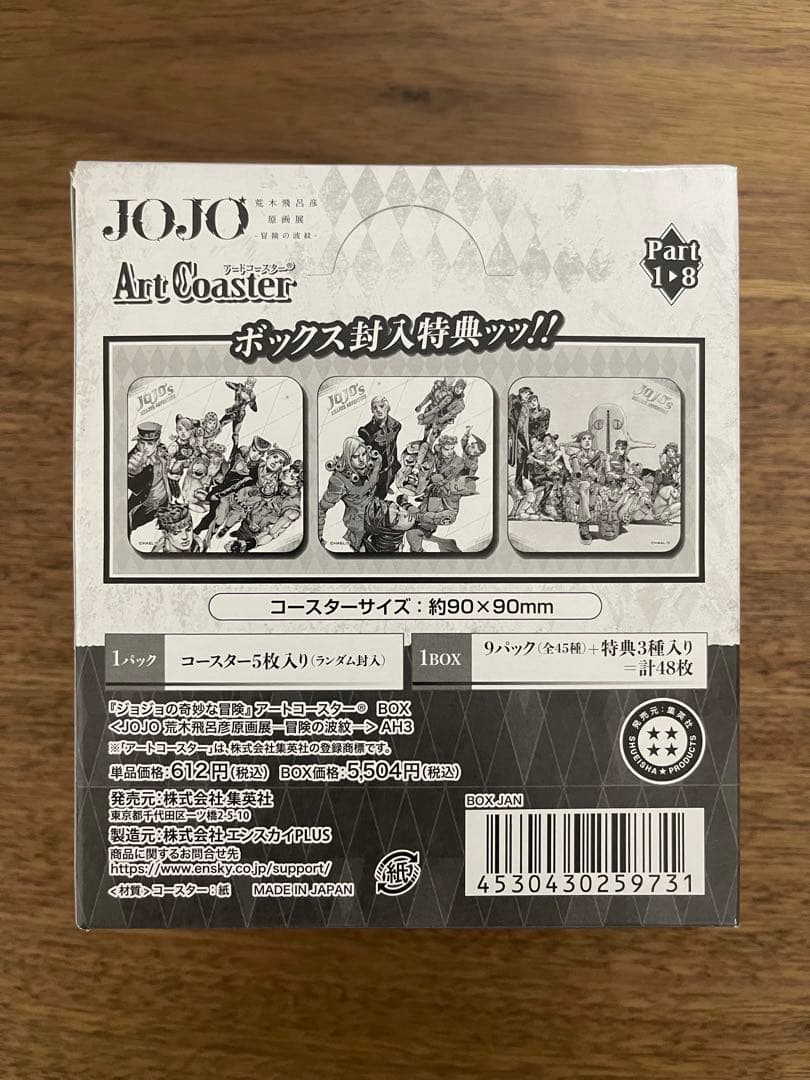 JOJO
荒木飛呂彦
原画展
-冒険の波紋-
アートコースター®
Art Coaster
Part
1▶8
ボックス封入特典ッッ!!
JOJO's
BIZARRE ADVENTURE
JOJO's
BIZARRE ADVENTURE
JOJO's
BIZARRE ADVENTURE
コースターサイズ：約90×90mm
1パック コースター5枚入り(ランダム封入)
1BOX 9パック(全45種)+特典3種入り
=計48枚
『ジョジョの奇妙な冒険』アートコースター® BOX
<JOJO 荒木飛呂彦原画展―冒険の波紋―> AH3
※「アートコースター」は、株式会社集英社の登録商標です。
単品価格:612円(税込) BOX価格:5,504円(税込)
発売元:株式会社集英社
東京都千代田区一ツ橋2-5-10
製造元:株式会社エンスカイPLUS
商品に関するお問合せ先
https://www.ensky.co.jp/support/
<材質>コースター:紙 MADE IN JAPAN
紙
発売元:集英社
SHUEISHA★PRODUCTS
BOX JAN
4530430259731